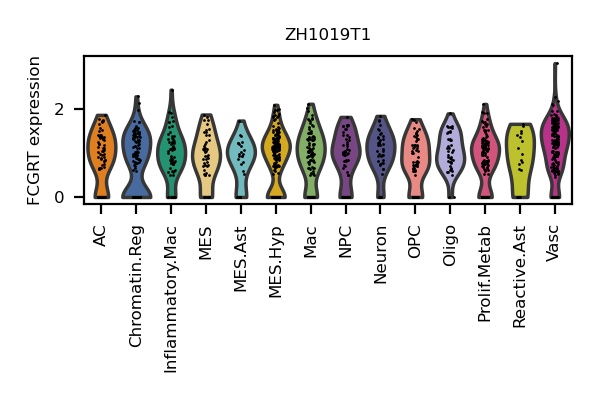 ZH1019T1
FCGRT expression
2
0
AC
Chromatin.Reg
Inflammatory.Mac
MES
MES.Ast
MES.Hyp
Mac
NPC
Neuron
OPC
Oligo
Prolif.Metab
Reactive.Ast
Vasc